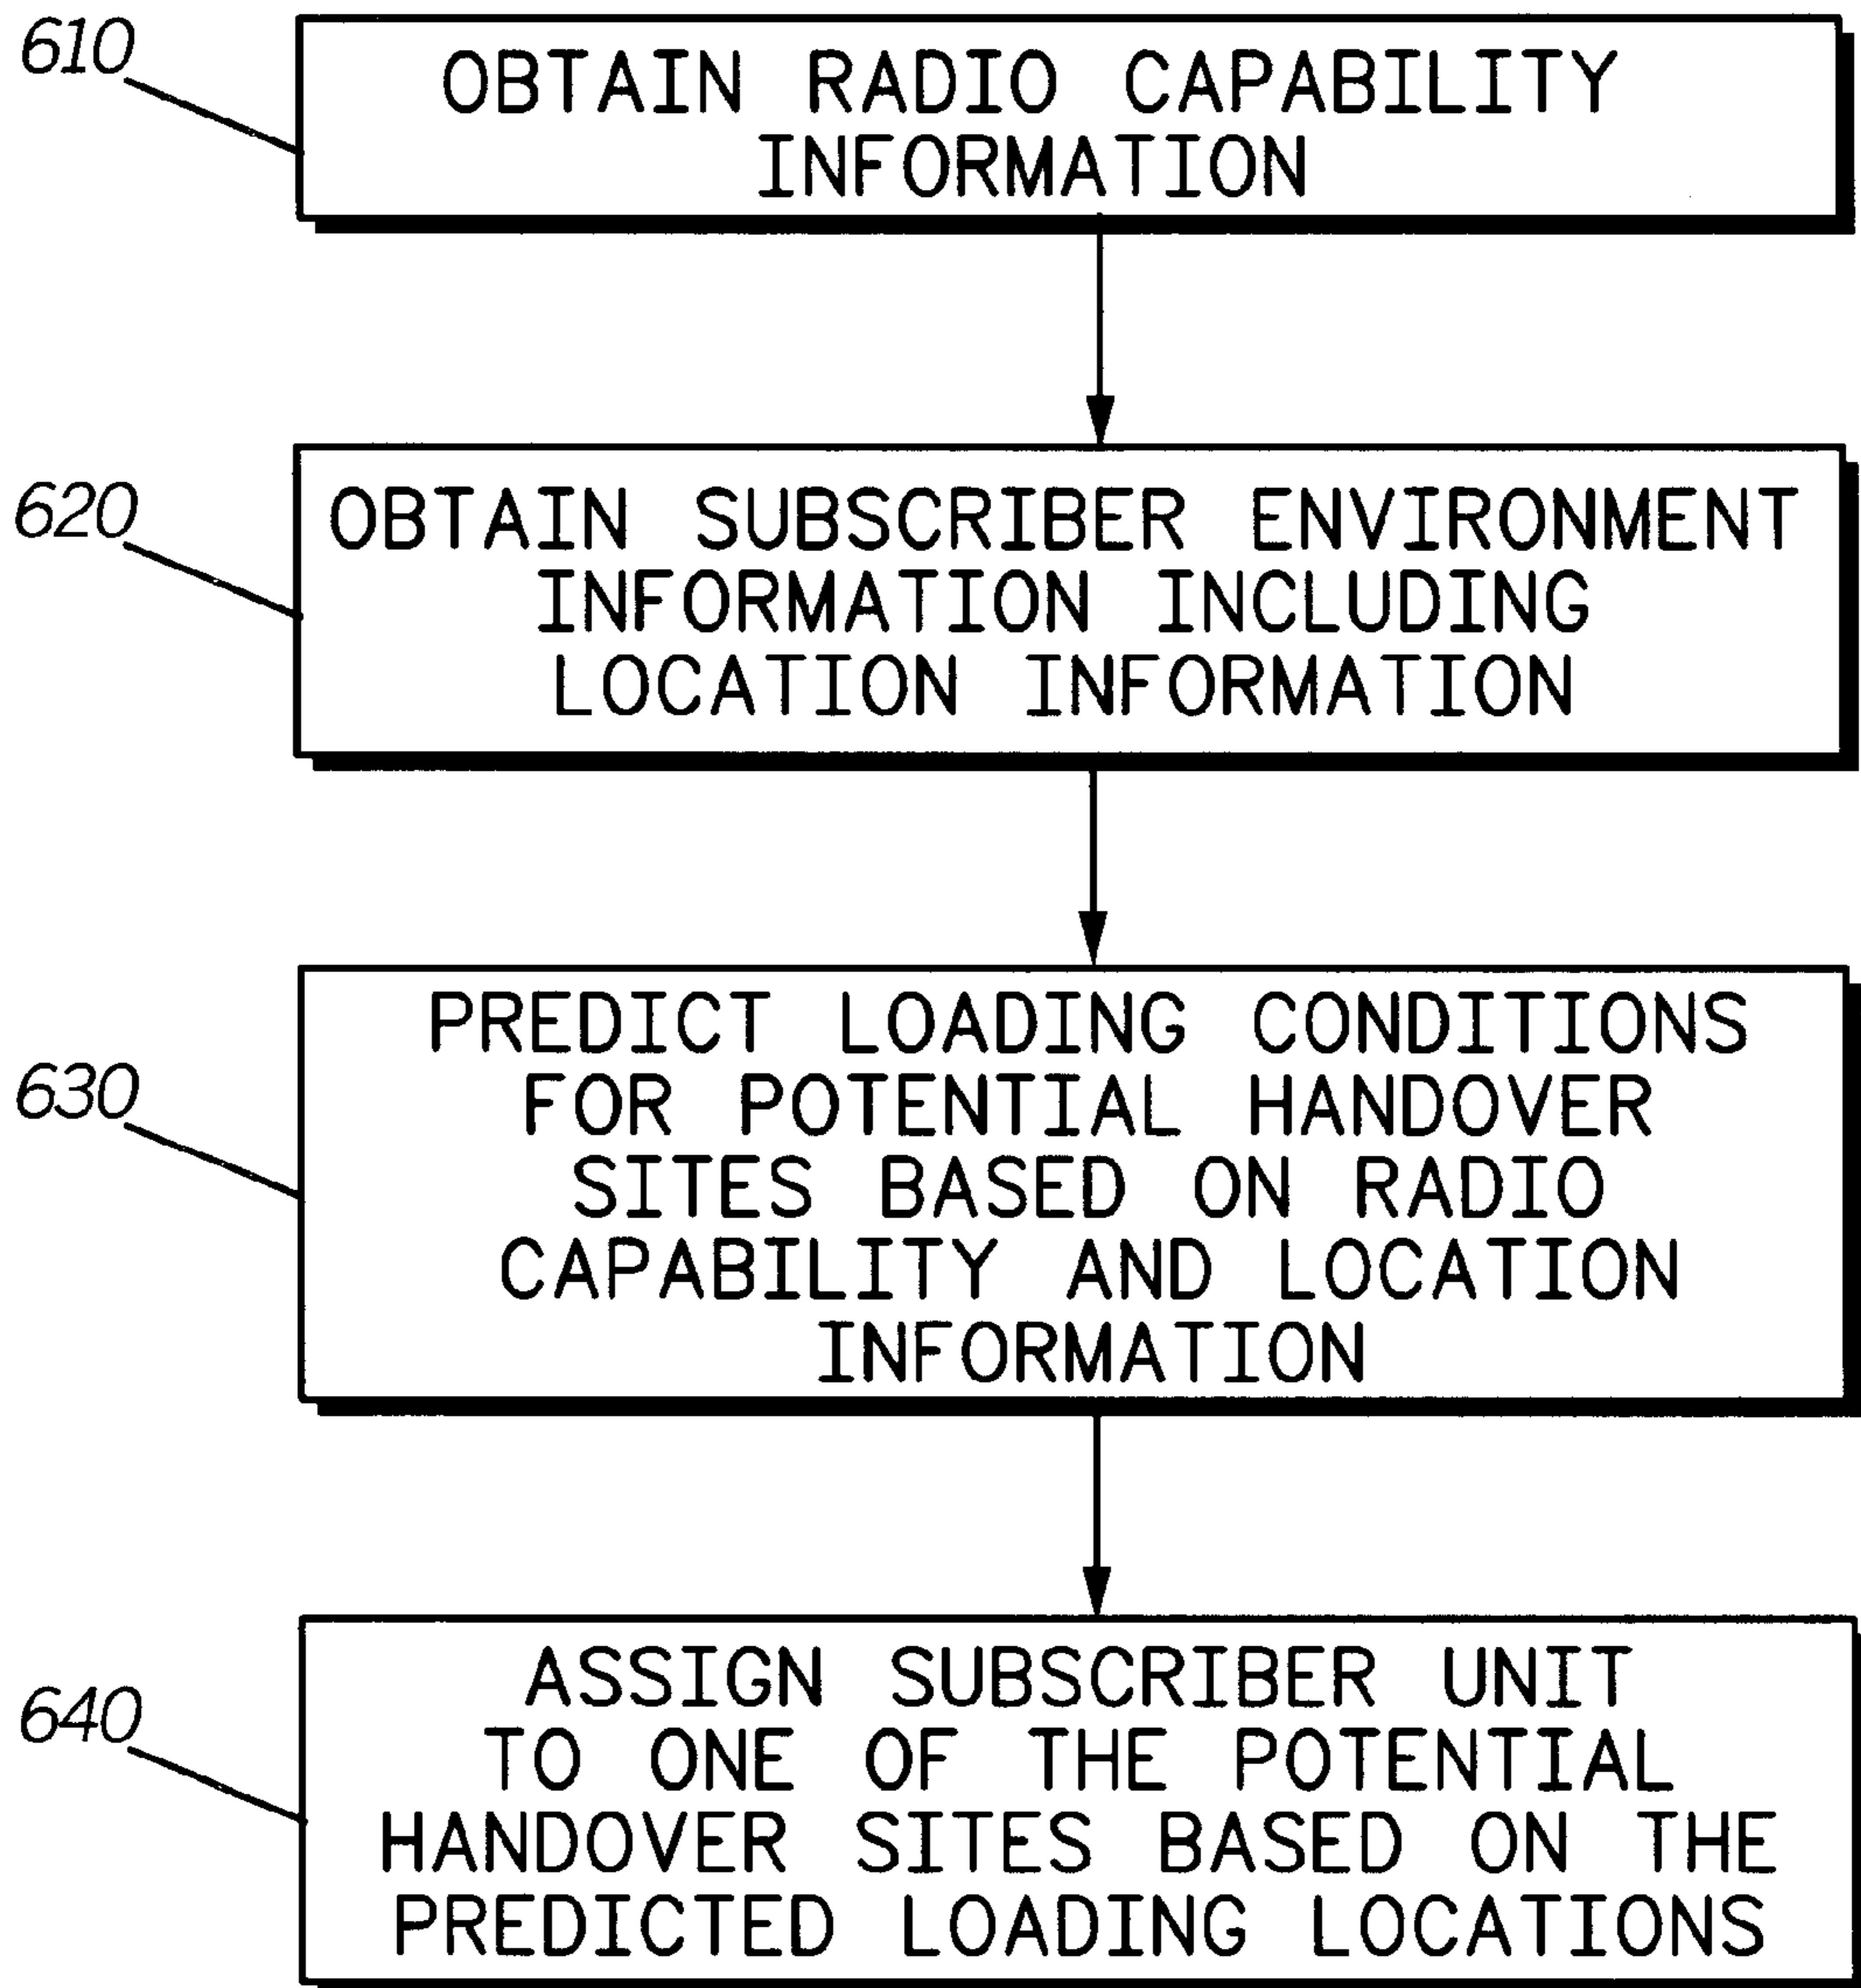 610
OBTAIN RADIO CAPABILITY
INFORMATION
620
OBTAIN SUBSCRIBER ENVIRONMENT
INFORMATION INCLUDING
LOCATION INFORMATION
630
PREDICT LOADING CONDITIONS
FOR POTENTIAL HANDOVER
SITES BASED ON RADIO
CAPABILITY AND LOCATION
INFORMATION
640
ASSIGN SUBSCRIBER UNIT
TO ONE OF THE POTENTIAL
HANDOVER SITES BASED ON THE
PREDICTED LOADING LOCATIONS